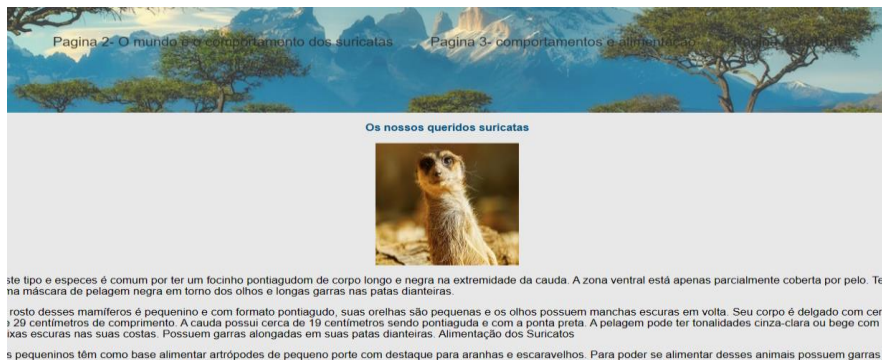 Pagina 2- O mundo e o comportamento dos suricatas Pagina 3- comportamentos e alimentação
Os nossos queridos suricatas
ste tipo e especes é comum por ter um focinho pontiagudom de corpo longo e negra na extremidade da cauda. A zona ventral está apenas parcialmente coberta por pelo. Te
ma máscara de pelagem negra em torno dos olhos e longas garras nas patas dianteiras.
rosto desses mamíferos é pequenino e com formato pontiagudo, suas orelhas são pequenas e os olhos possuem manchas escuras em volta. Seu corpo é delgado com cer
e 29 centímetros de comprimento. A cauda possui cerca de 19 centímetros sendo pontiaguda e com a ponta preta. A pelagem pode ter tonalidades cinza-clara ou bege com
ixas escuras nas suas costas. Possuem garras alongadas em suas patas dianteiras. Alimentação dos Suricatos
s pequeninos têm como base alimentar artrópodes de pequeno porte com destaque para aranhas e escaravelhos. Para poder se alimentar desses animais possuem garras